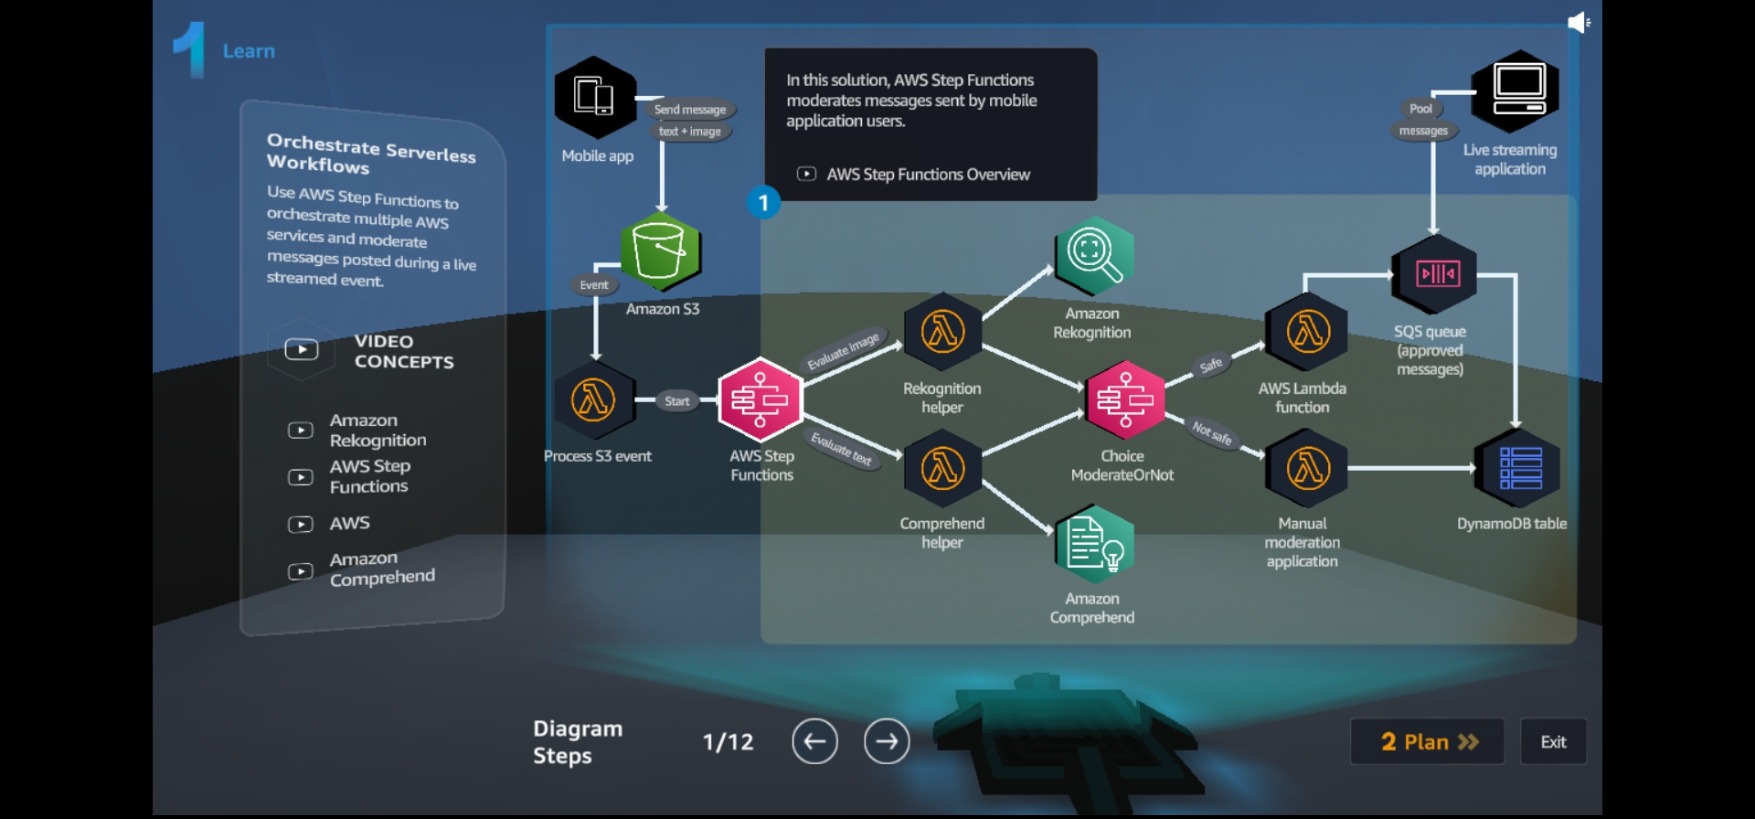 1 Learn
Orchestrate Serverless
Workflows
Use AWS Step Functions to
orchestrate multiple AWS
services and moderate
messages posted during a live
streamed event.
VIDEO
CONCEPTS
Amazon
Rekognition
AWS Step
Functions
AWS
Amazon
Comprehend
Mobile app
Send message
text + image
In this solution, AWS Step Functions
moderates messages sent by mobile
application users.
AWS Step Functions Overview
1
Pool
messages
Live streaming
application
Event
Amazon S3
Process S3 event
Start
AWS Step
Functions
Evaluate image
Evaluate text
Rekognition
helper
Comprehend
helper
Amazon
Rekognition
Choice
ModerateOrNot
Amazon
Comprehend
Safe
Not safe
AWS Lambda
function
Manual
moderation
application
SQS queue
(approved
messages)
DynamoDB table
Diagram
Steps
1/12
2 Plan
Exit